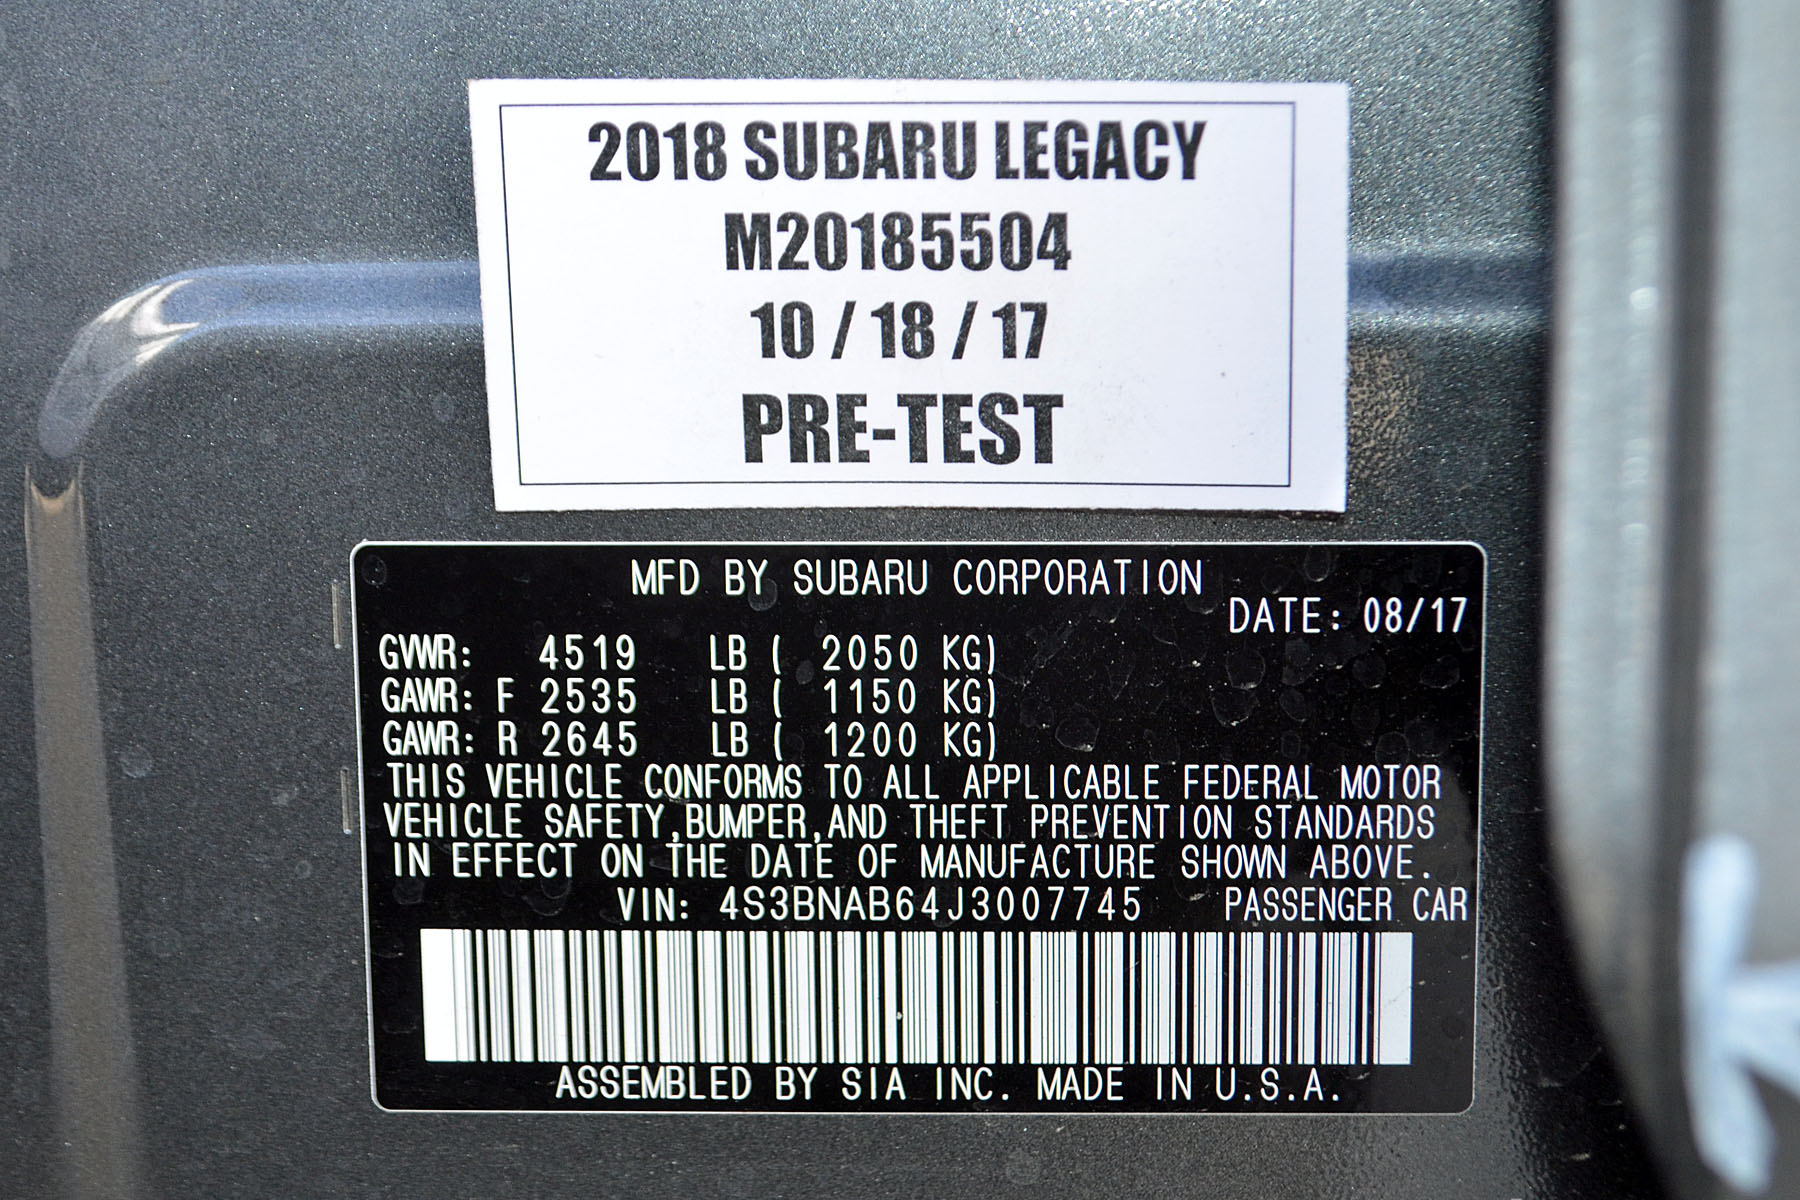 2018 SUBARU LEGACY
M20185504
10 / 18 / 17
PRE-TEST
MFD BY SUBARU CORPORATION
DATE: 08/17
GVWR: 4519 LB ( 2050 KG)
GAWR: F 2535 LB ( 1150 KG)
GAWR: R 2645 LB ( 1200 KG)
THIS VEHICLE CONFORMS TO ALL APPLICABLE FEDERAL MOTOR
VEHICLE SAFETY,BUMPER,AND THEFT PREVENTION STANDARDS
IN EFFECT ON THE DATE OF MANUFACTURE SHOWN ABOVE.
VIN: 4S3BNAB64J3007745 PASSENGER CAR
ASSEMBLED BY SIA INC. MADE IN U.S.A.